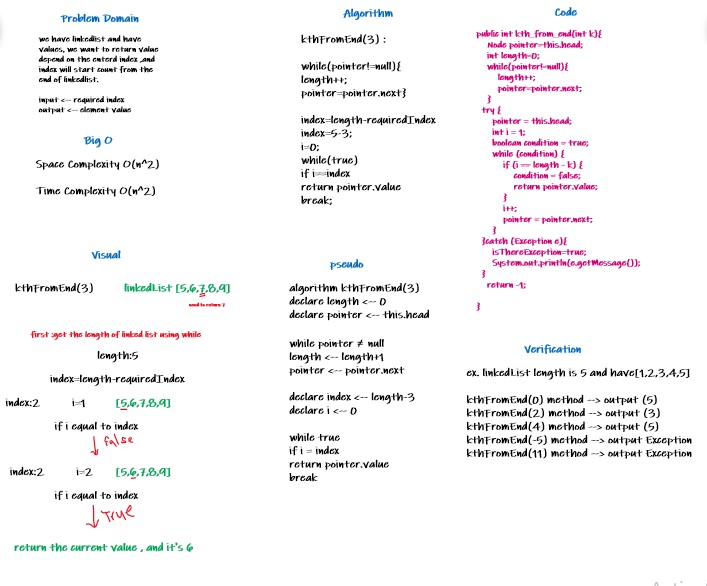 Problem Domain
we have linkedlist and have
values, we want to return value
depend on the enterd index ,and
index will start count from the
end of linkedlist.
input <-- required index
output <-- element value
Big O
Space Complexity O(n^2)
Time Complexity O(n^2)
Visual
kthFromEnd(3) linkedList [5,6,7,8,9]
need to return 7
first :get the length of linked list using while
length:5
index=length-requiredIndex
index:2 i=1 [5,6,7,8,9]
if i equal to index
false
index:2 i=2 [5,6,7,8,9]
if i equal to index
True
return the current value , and it's 6
Algorithm
kthFromEnd(3) :
while(pointer!=null){
length++;
pointer=pointer.next}
index=length-requiredIndex
index=5-3;
i=0;
while(true)
if i==index
return pointer.value
break;
pseudo
algorithm kthFromEnd(3)
declare length <-- 0
declare pointer <-- this.head
while pointer ≠ null
length <-- length+1
pointer <-- pointer.next
declare index <-- length-3
declare i <-- 0
while true
if i = index
return pointer.value
break
Code
public int kth_from_end(int k){
Node pointer=this.head;
int length=0;
while(pointer!=null){
length++;
pointer=pointer.next;
}
try {
pointer = this.head;
int i = 1;
boolean condition = true;
while (condition) {
if (i == length - k) {
condition = false;
return pointer.value;
}
i++;
pointer = pointer.next;
}
}catch (Exception e){
isThereException=true;
System.out.println(e.getMessage());
}
return -1;
}
Verification
ex. linkedList length is 5 and have[1,2,3,4,5]
kthFromEnd(0) method --> output (5)
kthFromEnd(2) method --> output (3)
kthFromEnd(4) method --> output (5)
kthFromEnd(-5) method --> output Exception
kthFromEnd(11) method --> output Exception